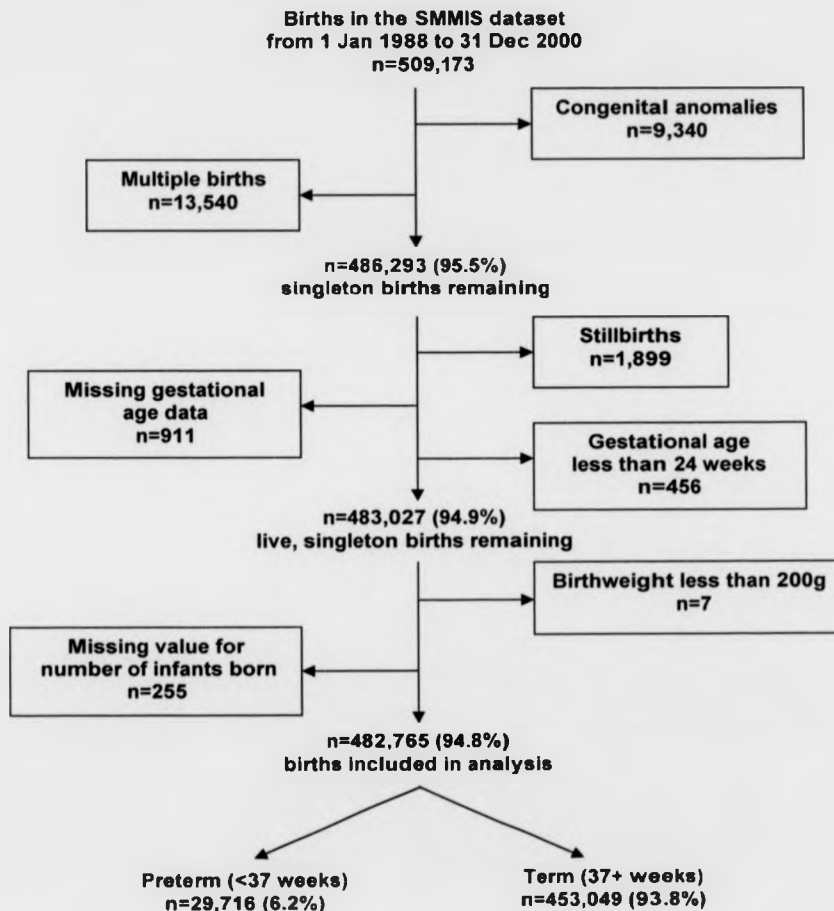 Births in the SMMIS dataset
from 1 Jan 1988 to 31 Dec 2000
n=509,173
Congenital anomalies
n=9,340
Multiple births
n=13,540
n=486,293 (95.5%)
singleton births remaining
Stillbirths
n=1,899
Missing gestational
age data
n=911
Gestational age
less than 24 weeks
n=456
n=483,027 (94.9%)
live, singleton births remaining
Birthweight less than 200g
n=7
Missing value for
number of infants born
n=255
n=482,765 (94.8%)
births included in analysis
Preterm (<37 weeks)
n=29,716 (6.2%)
Term (37+ weeks)
n=453,049 (93.8%)